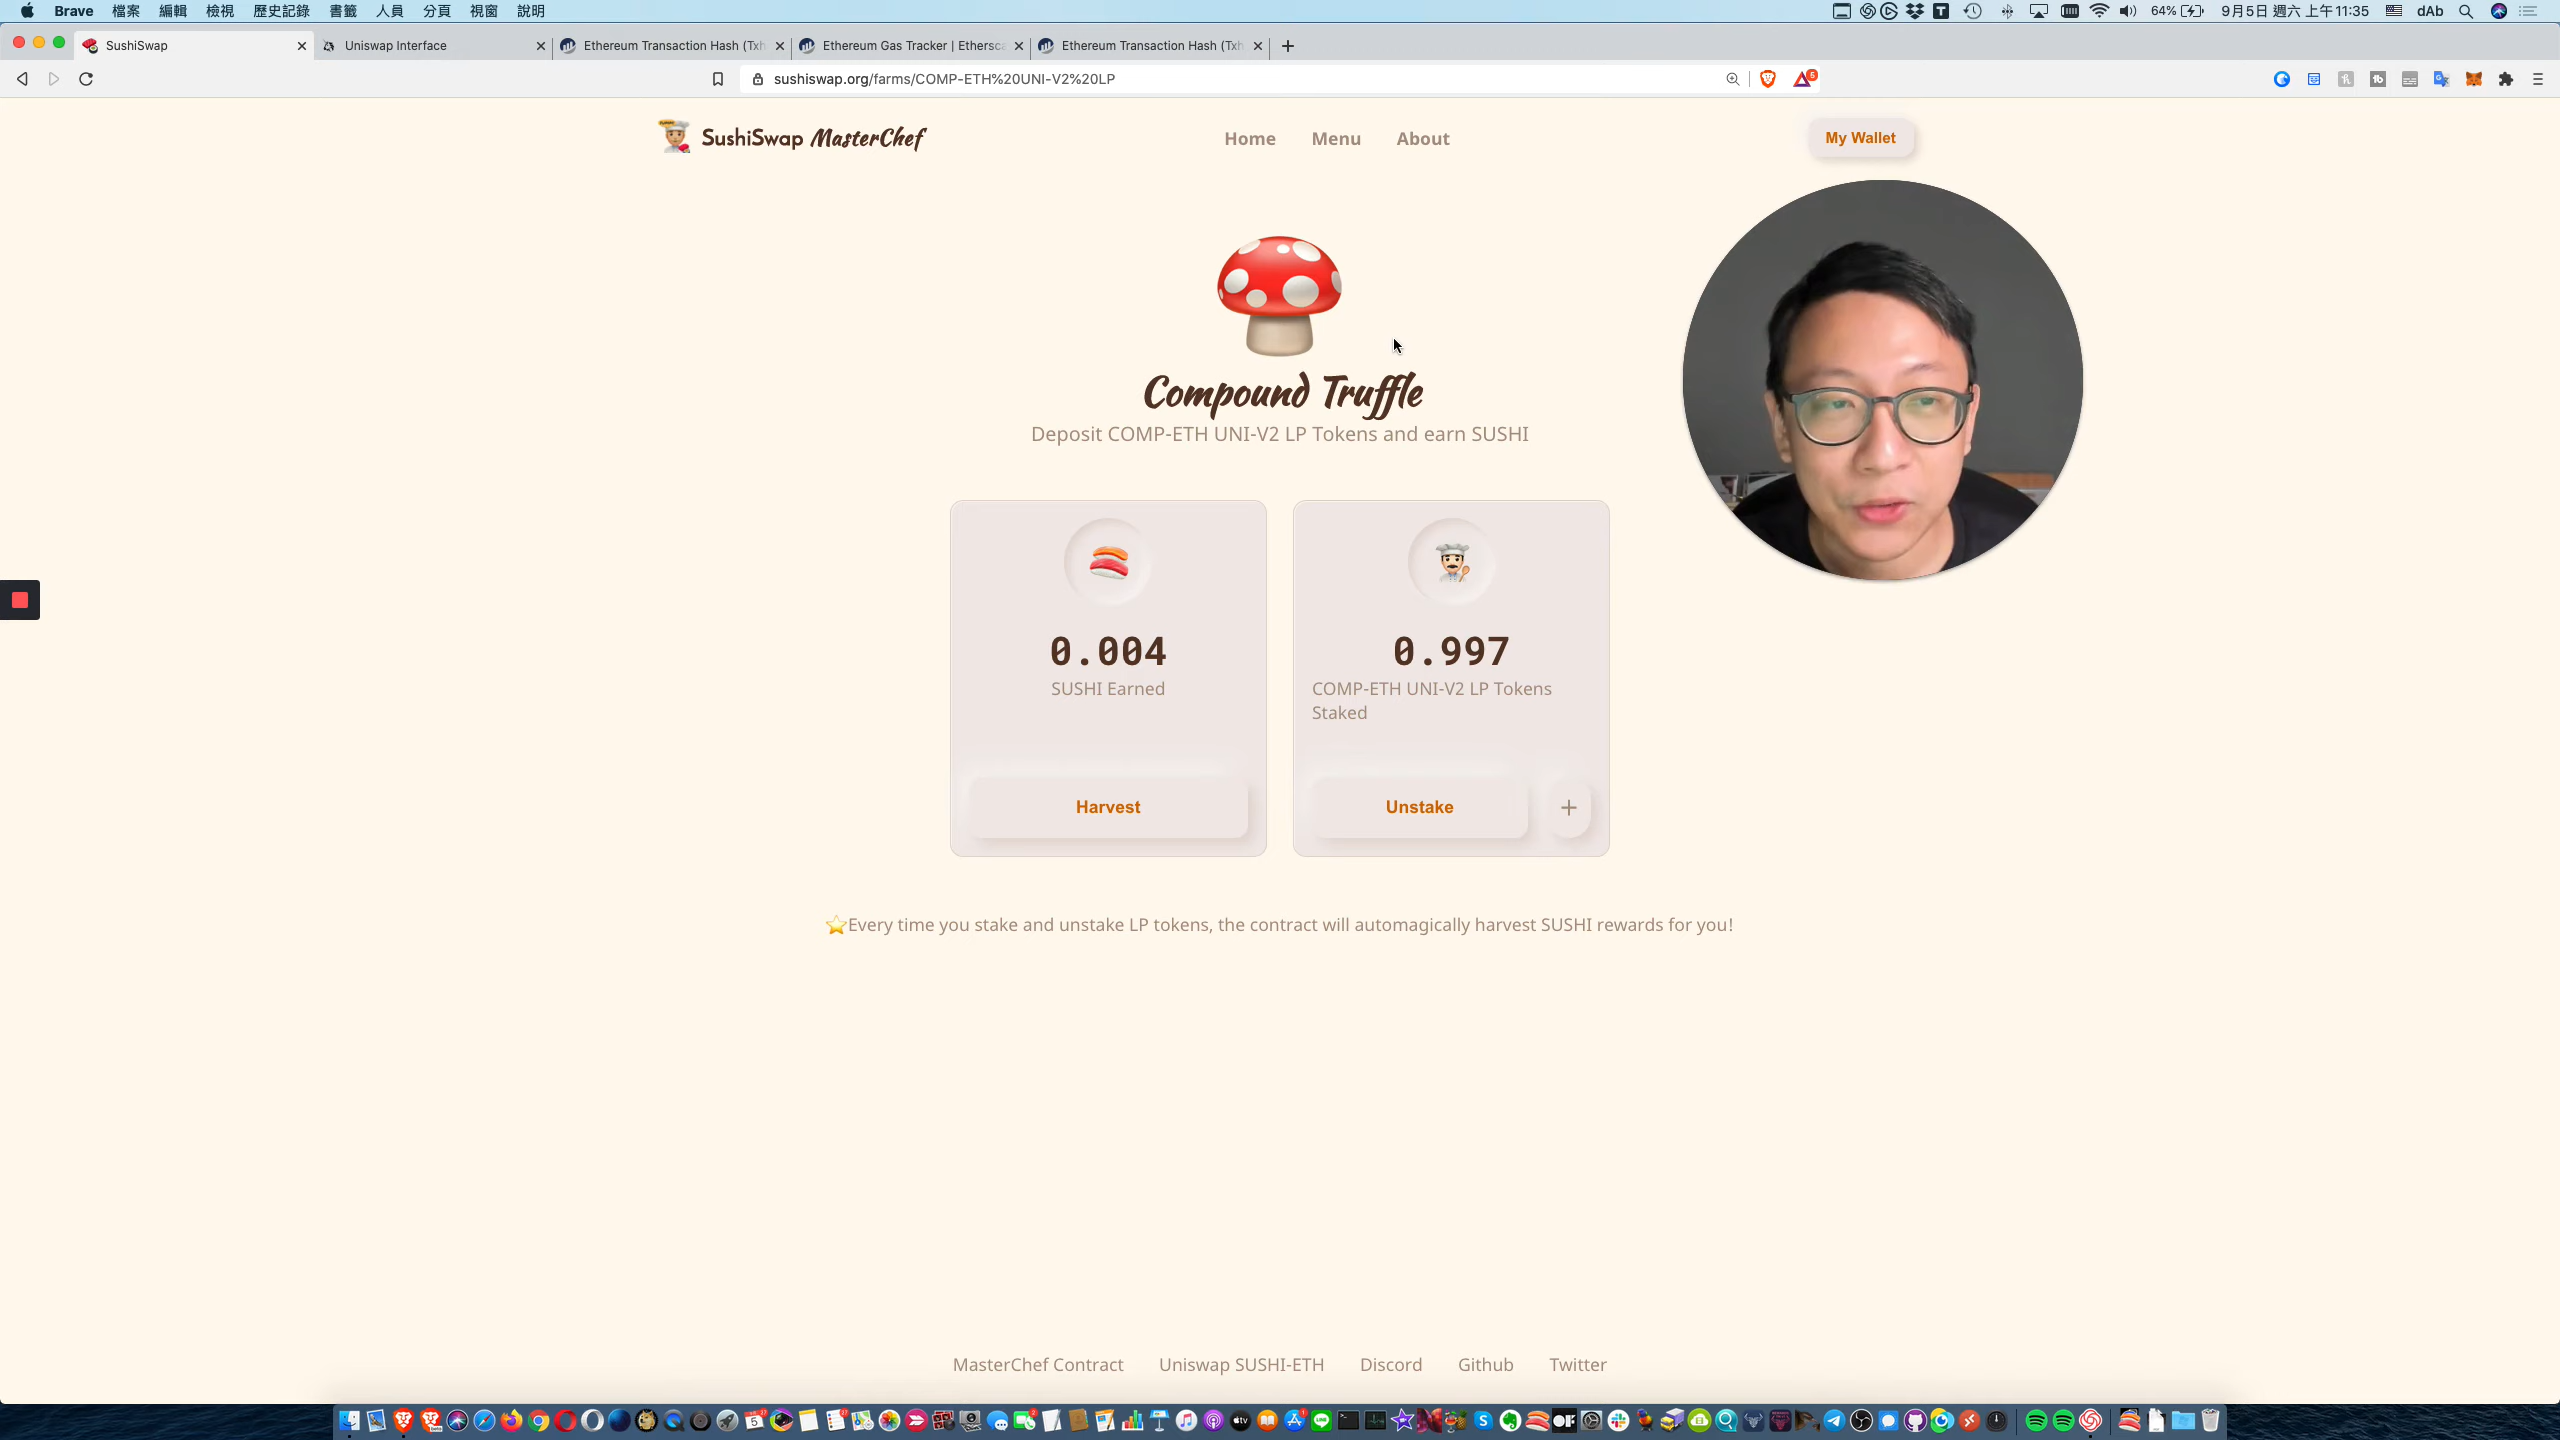 Brave 檔案 編輯 檢視 歷史記錄 書籤 人員 分頁 視窗 說明 64% 9月5日 週六 上午11:35 dAb
SushiSwap Uniswap Interface Ethereum Transaction Hash (Txh Ethereum Gas Tracker | Ethersca Ethereum Transaction Hash (Txh
sushiswap.org/farms/COMP-ETH%20UNI-V2%20LP 5
SushiSwap MasterChef Home Menu About My Wallet
Compound Truffle
Deposit COMP-ETH UNI-V2 LP Tokens and earn SUSHI
0.004
SUSHI Earned
Harvest
0.997
COMP-ETH UNI-V2 LP Tokens
Staked
Unstake +
⭐Every time you stake and unstake LP tokens, the contract will automagically harvest SUSHI rewards for you!
MasterChef Contract Uniswap SUSHI-ETH Discord Github Twitter